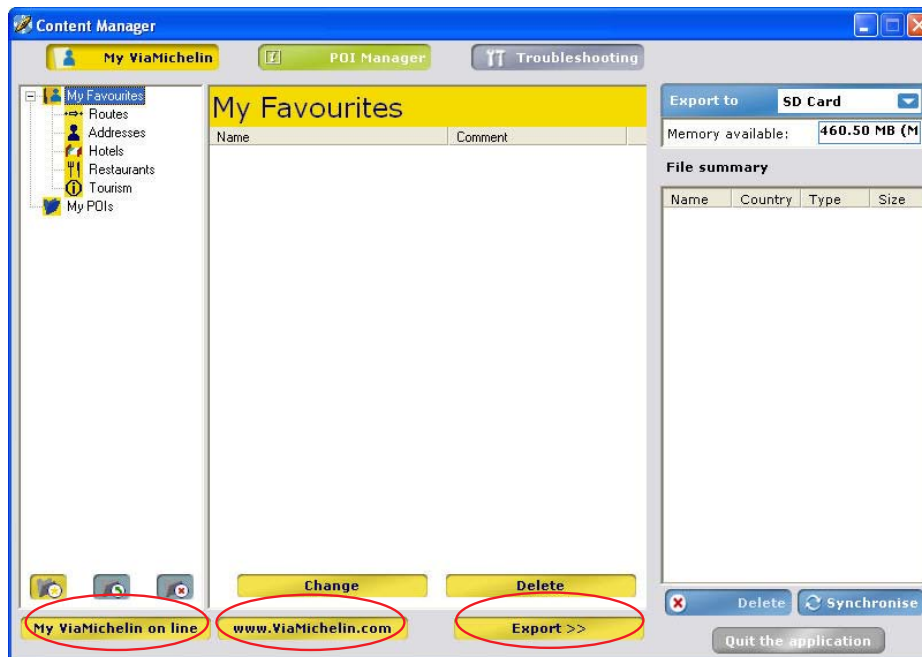 Content Manager
My ViaMichelin
POI Manager
Troubleshooting
My Favourites
Routes
Addresses
Hotels
Restaurants
Tourism
My POIs
My Favourites
Name Comment
Change Delete
My ViaMichelin on line
www.ViaMichelin.com
Export >>
Export to SD Card
Memory available: 460.50 MB (M
File summary
Name Country Type Size
Delete Synchronise
Quit the application